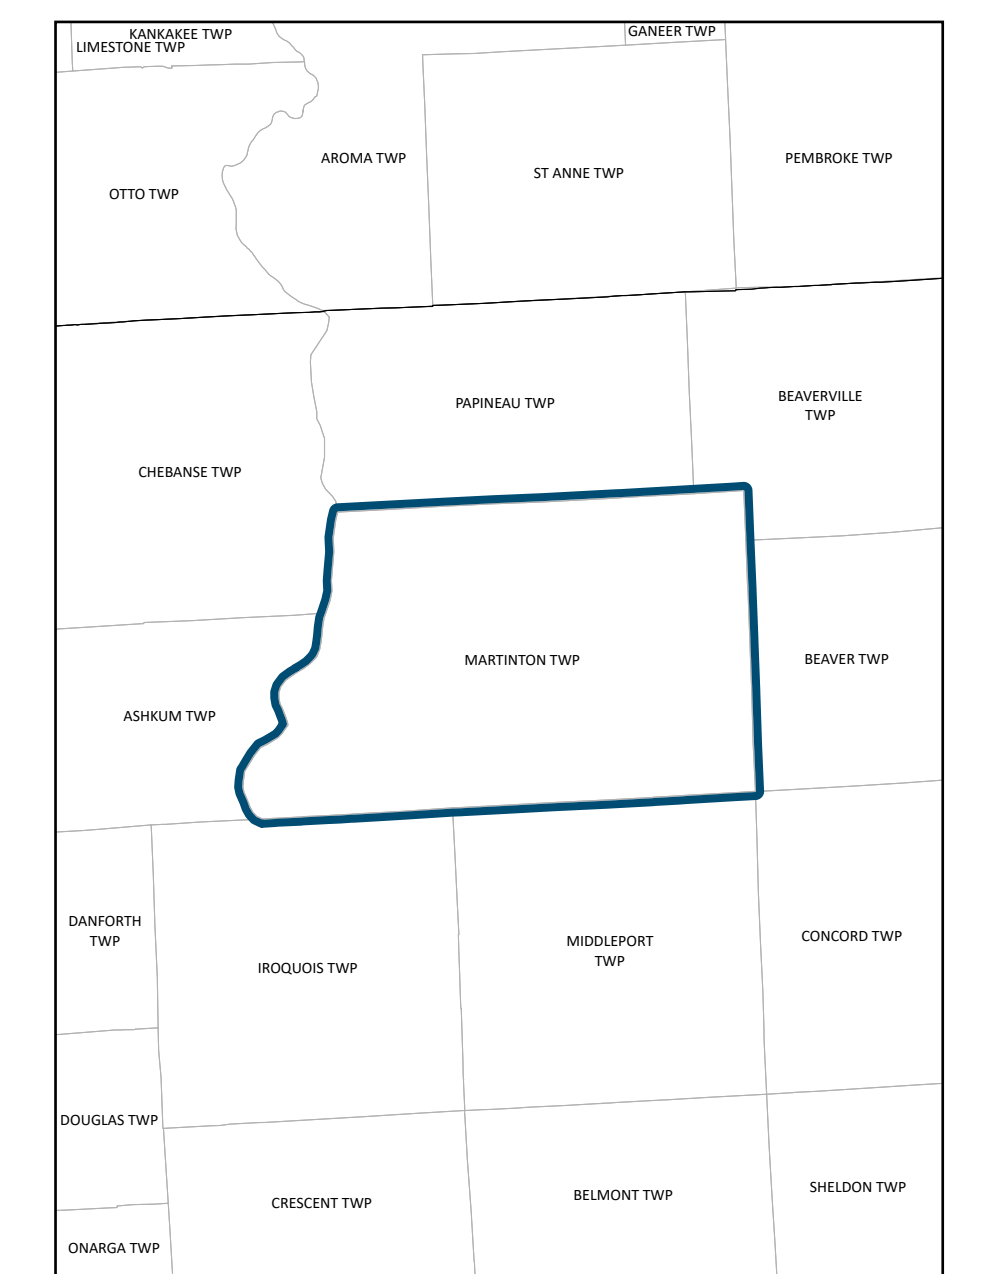 KANKAKEE TWP
GANEER TWP
LIMESTONE TWP
AROMA TWP
PEMBROKE TWP
ST ANNE TWP
OTTO TWP
BEAVERVILLE
TWP
PAPINEAU TWP
CHEBANSE TWP
MARTINTON TWP
BEAVER TWP
ASHKUM TWP
DANFORTH
TWP
CONCORD TWP
MIDDLEPORT
TWP
IROQUOIS TWP
DOUGLAS TWP
SHELDON TWP
BELMONT TWP
CRESCENT TWP
ONARGA TWP